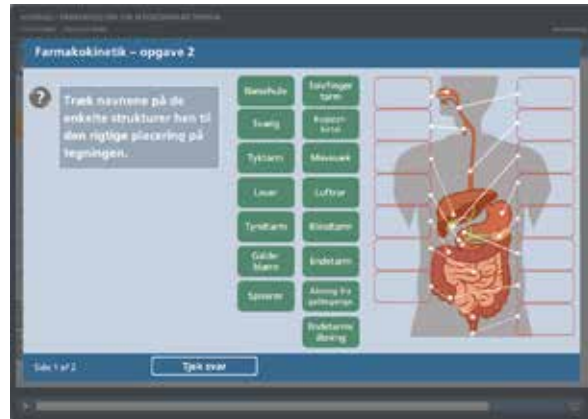 Farmakokinetik – opgave 2
?
Træk navnene på de
enkelte strukturer hen til
den rigtige placering på
tegningen.
Næsehule
Svælg
Tyktarm
Lever
Tyndtarm
Galde-
blære
Spiserør
Tolvfinger
tarm
Mavesæk
Luftrør
Blindtarm
Endetarm
Åbning fra
Endetarms
åbning
Side 1 af 2
Tjek svar